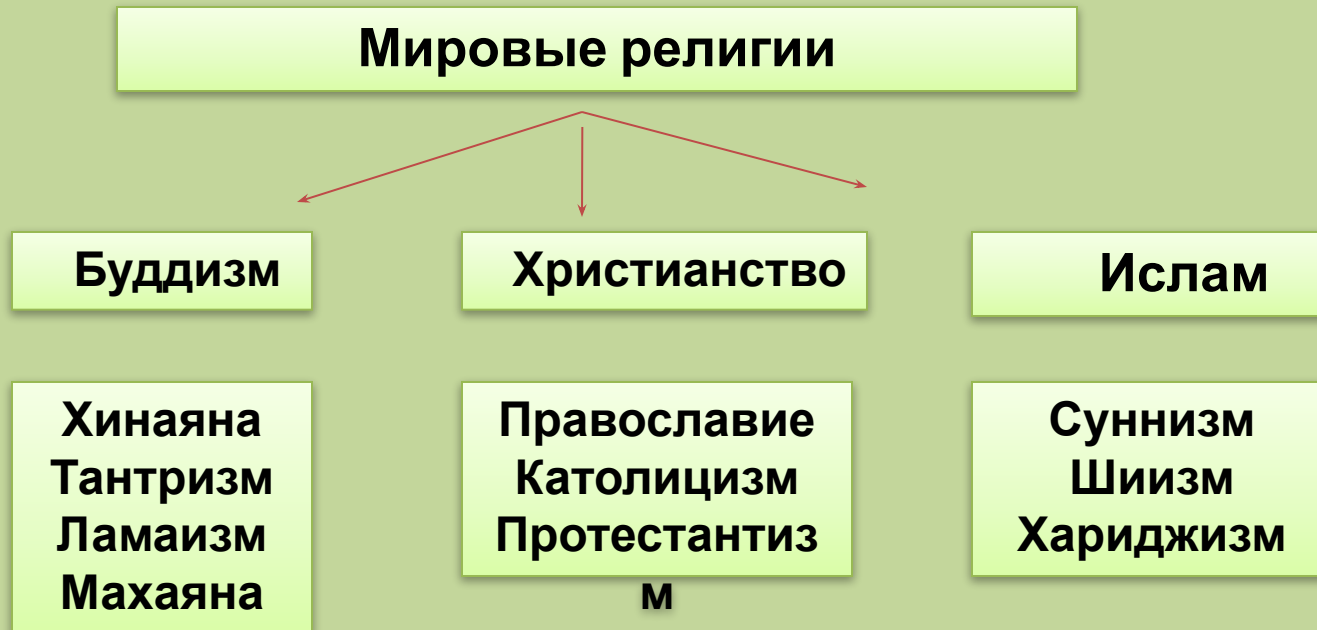 Мировые религии
Буддизм
Христианство
Ислам
Хинаяна
Тантризм
Ламаизм
Махаяна
Православие
Католицизм
Протестантиз
м
Суннизм
Шиизм
Хариджизм